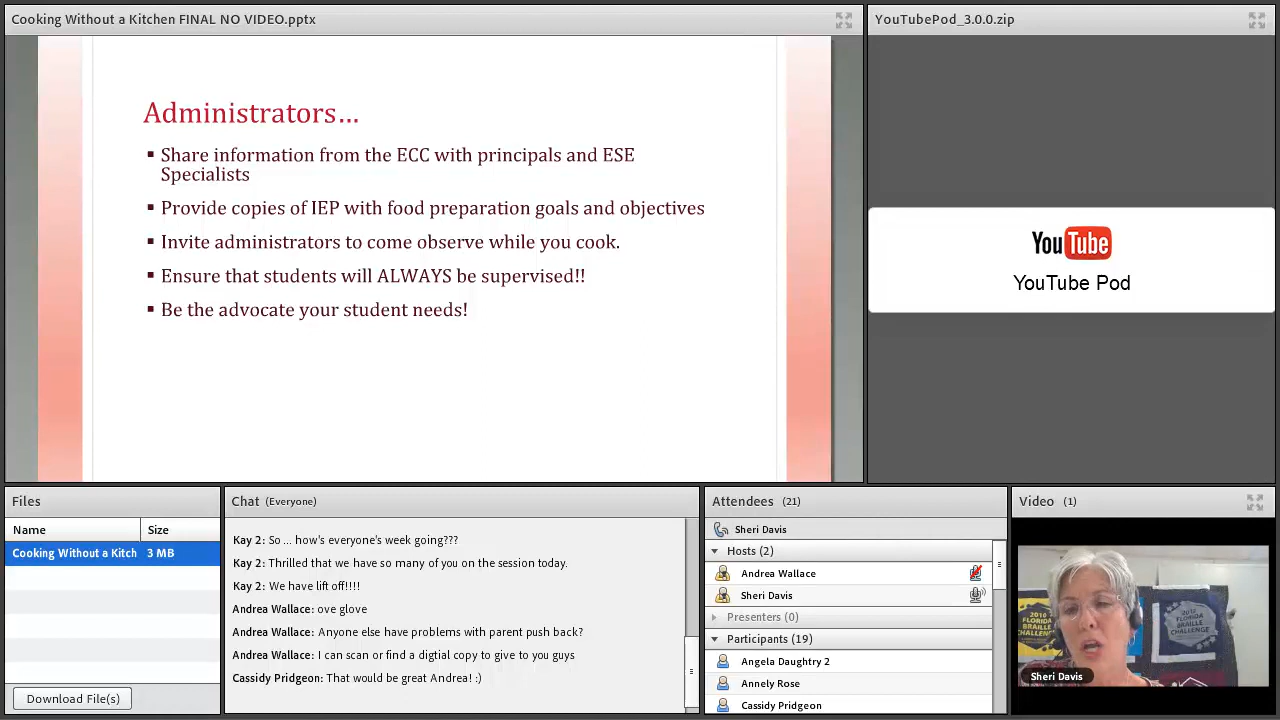 Cooking Without a Kitchen FINAL NO VIDEO.pptx
Administrators...
▪ Share information from the ECC with principals and ESE
Specialists
▪ Provide copies of IEP with food preparation goals and objectives
▪ Invite administrators to come observe while you cook.
▪ Ensure that students will ALWAYS be supervised!!
▪ Be the advocate your student needs!
YouTubePod_3.0.0.zip
YouTube
YouTube Pod
Files
Name Size
Cooking Without a Kitch 3 MB
Download File(s)
Chat (Everyone)
Kay 2: So ... how's everyone's week going???
Kay 2: Thrilled that we have so many of you on the session today.
Kay 2: We have lift off!!!!
Andrea Wallace: ove glove
Andrea Wallace: Anyone else have problems with parent push back?
Andrea Wallace: I can scan or find a digtial copy to give to you guys
Cassidy Pridgeon: That would be great Andrea! :)
Attendees (21)
Sheri Davis
Hosts (2)
Andrea Wallace
Sheri Davis
Presenters (0)
Participants (19)
Angela Daughtry 2
Annely Rose
Cassidy Pridgeon
Video (1)
2018
FLORIDA
BRAILLE
CHALLENGE
Sheri Davis